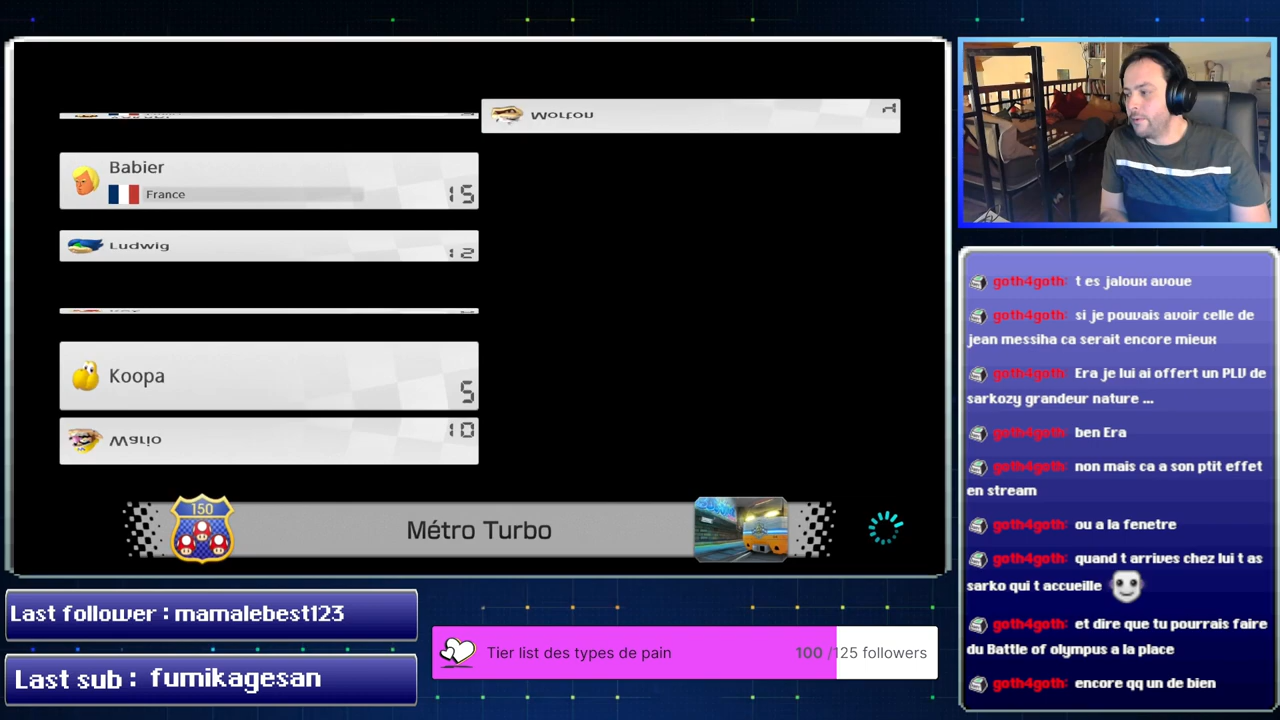 Wolfou
Babier
France
15
Ludwig
12
Koopa
5
Wario
10
150
Métro Turbo
Last follower : mamalebest123
Last sub : fumikagesan
Tier list des types de pain
100 /125 followers
goth4goth: t es jaloux avoue
goth4goth: si je pouvais avoir celle de
jean messiha ca serait encore mieux
goth4goth: Era je lui ai offert un PLV de
sarkozy grandeur nature ...
goth4goth: ben Era
goth4goth: non mais ca a son ptit effet
en stream
goth4goth: ou a la fenetre
goth4goth: quand t arrives chez lui t as
sarko qui t accueille
goth4goth: et dire que tu pourrais faire
du Battle of olympus a la place
goth4goth: encore qq un de bien